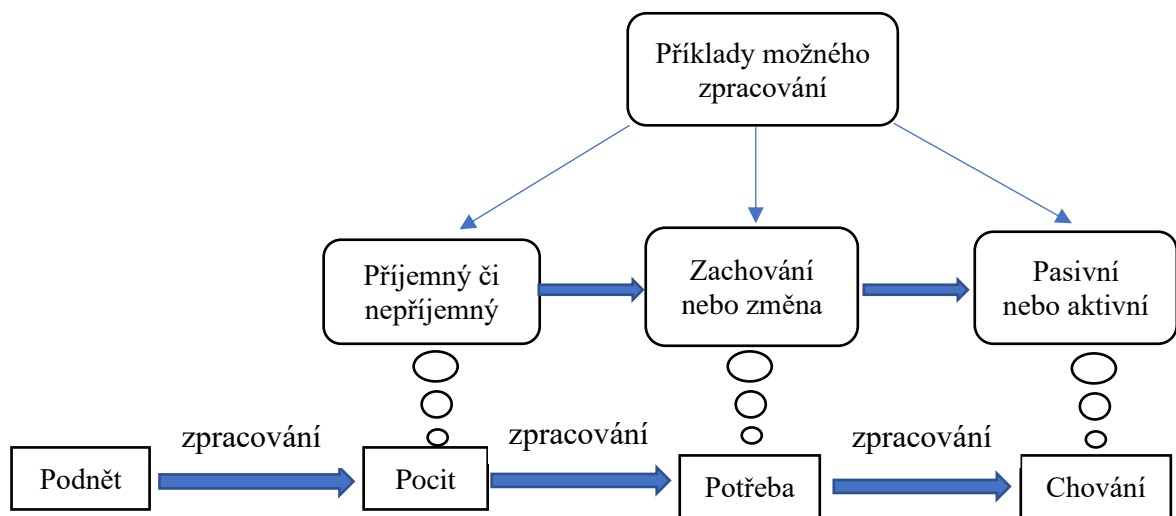 Příklady možného
zpracování
Příjemný či
nepříjemný
Zachování
nebo změna
Pasivní
nebo aktivní
zpracování
zpracování
zpracování
Podnět
Pocit
Potřeba
Chování